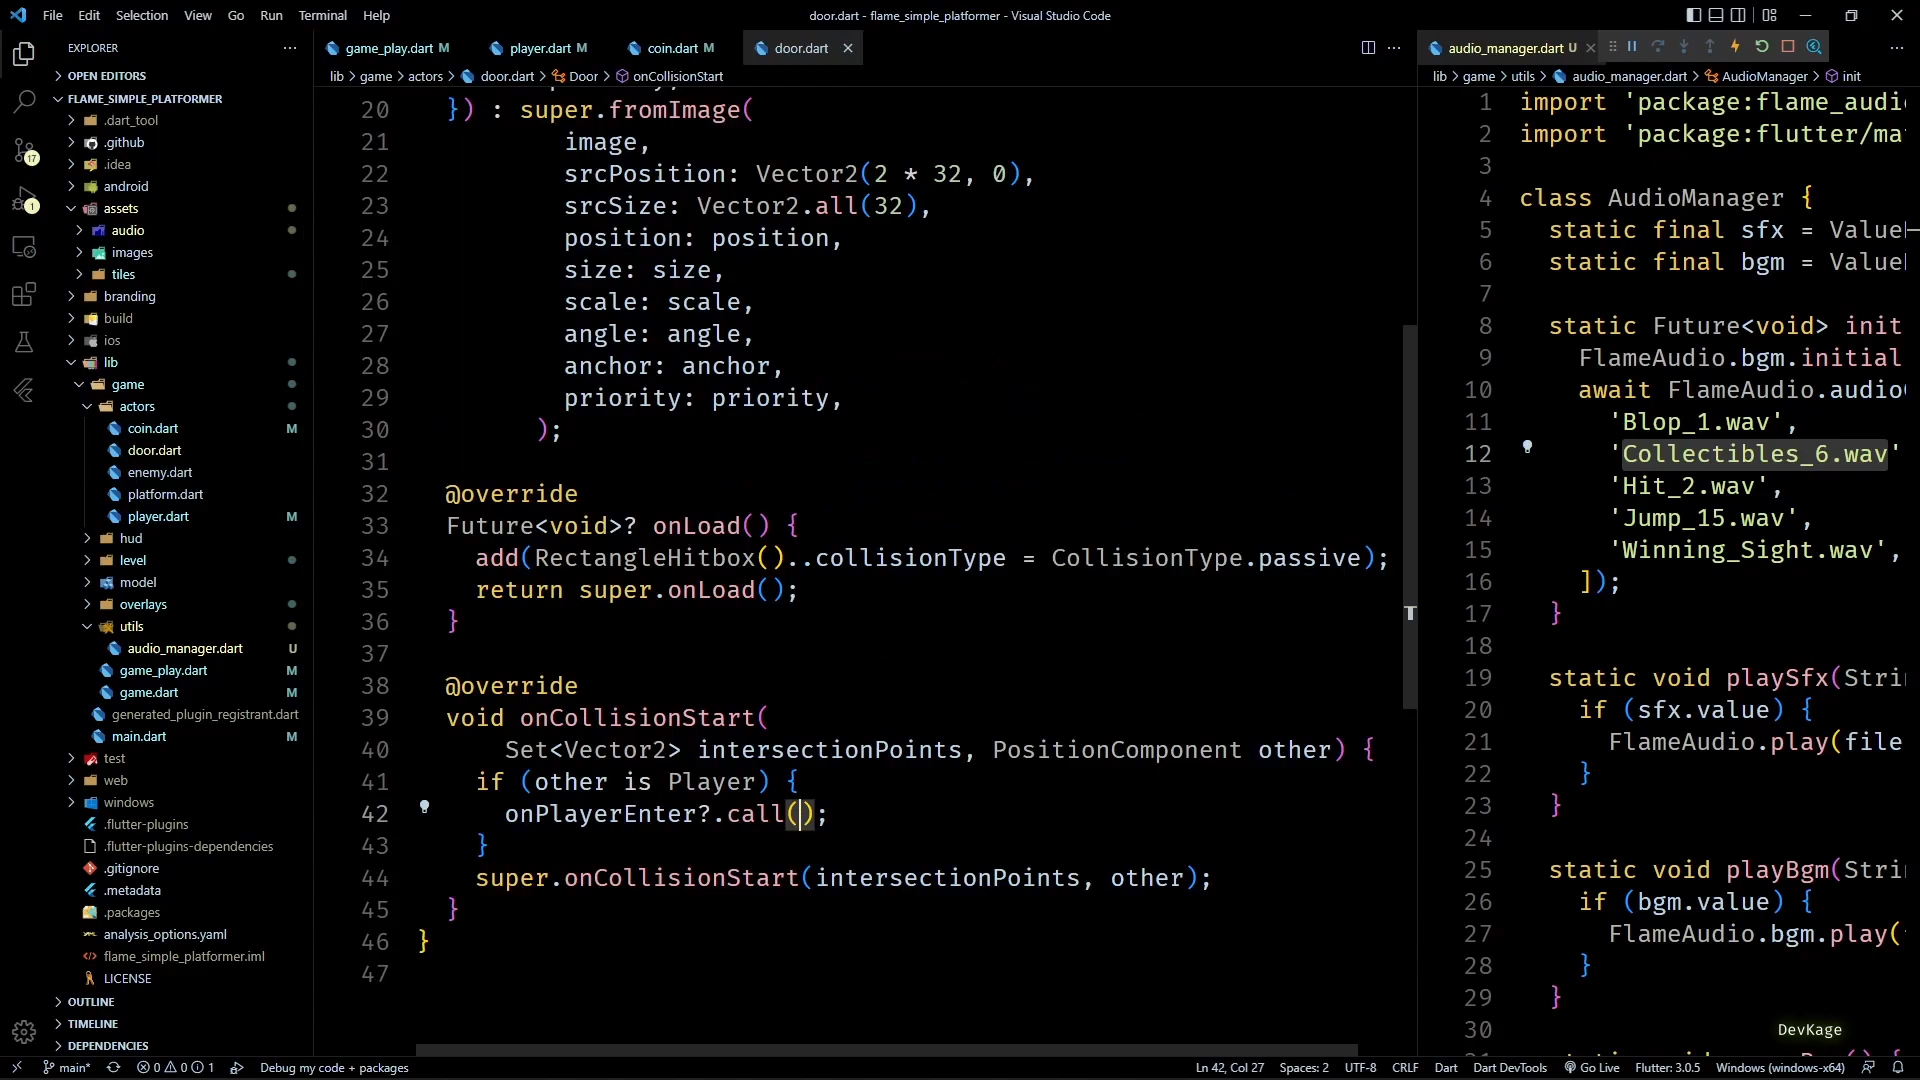 File Edit Selection View Go Run Terminal Help
door.dart - flame_simple_platformer - Visual Studio Code
EXPLORER
OPEN EDITORS
FLAME_SIMPLE_PLATFORMER
.dart_tool
.github
.idea
android
assets
audio
images
tiles
branding
build
ios
lib
game
actors
coin.dart M
door.dart
enemy.dart
platform.dart
player.dart M
hud
level
model
overlays
utils
audio_manager.dart U
game_play.dart M
game.dart M
generated_plugin_registrant.dart
main.dart M
test
web
windows
.flutter-plugins
.flutter-plugins-dependencies
.gitignore
.metadata
.packages
analysis_options.yaml
flame_simple_platformer.iml
LICENSE
OUTLINE
TIMELINE
DEPENDENCIES
17
1
game_play.dart M player.dart M coin.dart M door.dart
lib > game > actors > door.dart > Door > onCollisionStart
20 }) : super.fromImage(
21 image,
22 srcPosition: Vector2(2 * 32, 0),
23 srcSize: Vector2.all(32),
24 position: position,
25 size: size,
26 scale: scale,
27 angle: angle,
28 anchor: anchor,
29 priority: priority,
30 );
31
32 @override
33 Future<void>? onLoad() {
34 add(RectangleHitbox()..collisionType = CollisionType.passive);
35 return super.onLoad();
36 }
37
38 @override
39 void onCollisionStart(
40 Set<Vector2> intersectionPoints, PositionComponent other) {
41 if (other is Player) {
42 onPlayerEnter?.call();
43 }
44 super.onCollisionStart(intersectionPoints, other);
45 }
46 }
47
audio_manager.dart U
lib > game > utils > audio_manager.dart > AudioManager > init
1 import 'package:flame_audi
2 import 'package:flutter/ma
3
4 class AudioManager {
5 static final sfx = Value
6 static final bgm = Value
7
8 static Future<void> init
9 FlameAudio.bgm.initial
10 await FlameAudio.audio
11 'Blop_1.wav',
12 'Collectibles_6.wav'
13 'Hit_2.wav',
14 'Jump_15.wav',
15 'Winning_Sight.wav',
16 ]);
17 }
18
19 static void playSfx(Stri
20 if (sfx.value) {
21 FlameAudio.play(file
22 }
23 }
24
25 static void playBgm(Stri
26 if (bgm.value) {
27 FlameAudio.bgm.play(
28 }
29 }
30
DevKage
main* 0 0 1 Debug my code + packages
Ln 42, Col 27 Spaces: 2 UTF-8 CRLF Dart Dart DevTools Go Live Flutter: 3.0.5 Windows (windows-x64)